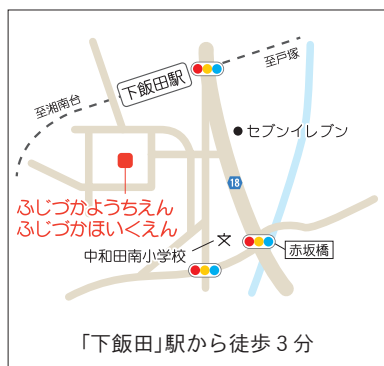 至湘南台
下飯田駅
至戸塚
セブンイレブン
18
ふじづかようちえん
ふじづかほいくえん
中和田南小学校
文
赤坂橋
「下飯田」駅から徒歩3分